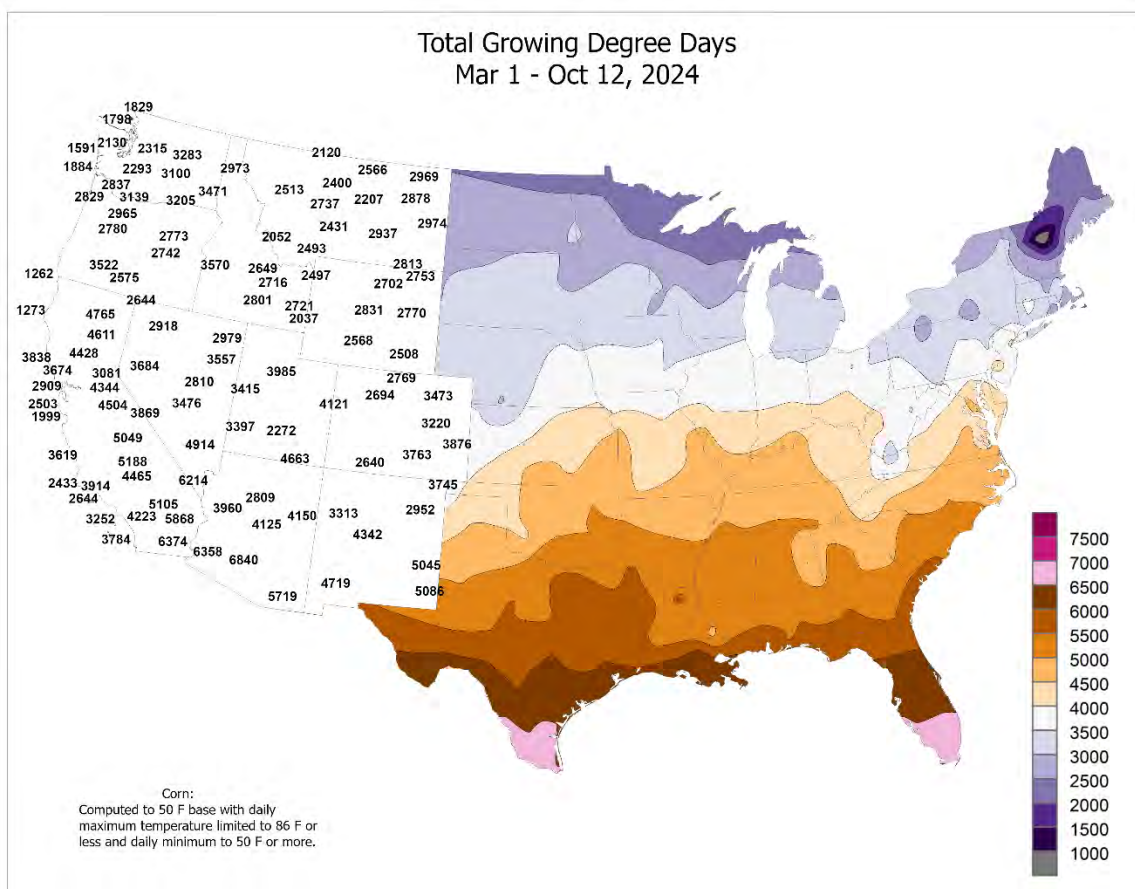 Total Growing Degree Days
Mar 1 - Oct 12, 2024
1829
1798
1591 2130 2315 3283
2120
1884 2293 3100 2973 2566 2969
2837 3471 2513 2400
2829 3139 3205 2737 2207 2878
2965
2780 2773 2052 2431 2937 2974
2742 2493
3522 3570 2649 2497 2813
1262 2575 2716 2702 2753
2644 2801 2721
1273 4765 2037 2831 2770
2918
4611 2979 2568
3838 4428 3557 2508
3674 3081 3684 3985 2769
2909 4344 2810 3415 2694 3473
2503 4504 3476 4121
1999 3869 3220
5049 3397 2272
4914 3876
3619 5188 4663 2640 3763
2433 3914 4465 6214 3745
2644 5105 2809
3252 4223 5868 3960 4150 3313 2952
4125 4342
3784 6374 6358
6840 5045
4719 5086
5719
7500
7000
6500
6000
5500
5000
4500
4000
3000
2500
2000
1500
1000
Corn:
Computed to 50 F base with daily
maximum temperature limited to 86 F or
less and daily minimum to 50 F or more.